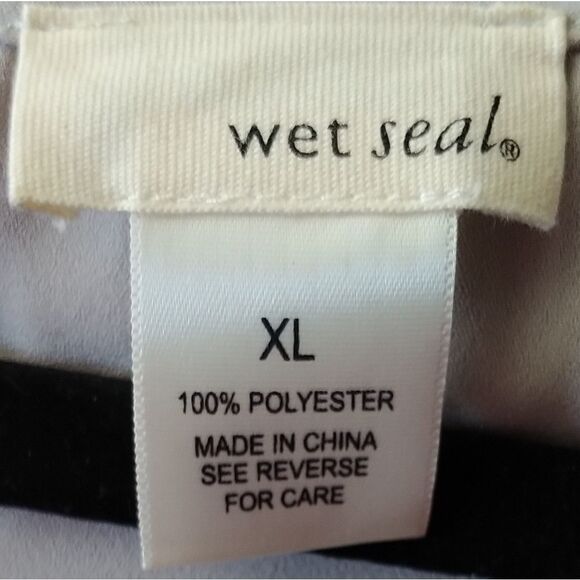 wet seal®
XL
100% POLYESTER
MADE IN CHINA
SEE REVERSE
FOR CARE